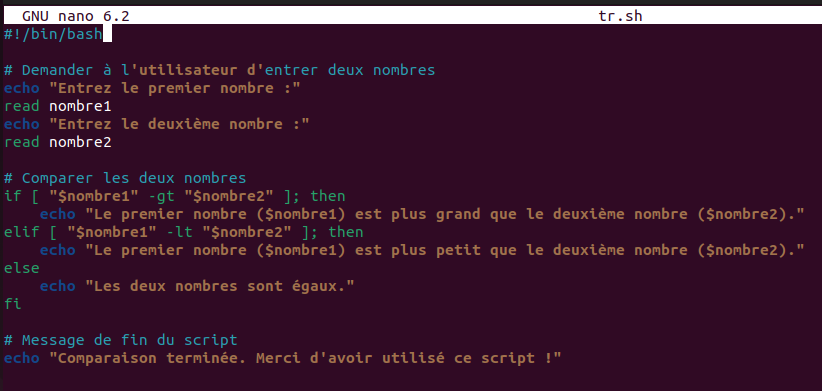 GNU nano 6.2 tr.sh
#!/bin/bash
# Demander à l'utilisateur d'entrer deux nombres
echo "Entrez le premier nombre :"
read nombre1
echo "Entrez le deuxième nombre :"
read nombre2
# Comparer les deux nombres
if [ "$nombre1" -gt "$nombre2" ]; then
    echo "Le premier nombre ($nombre1) est plus grand que le deuxième nombre ($nombre2)."
elif [ "$nombre1" -lt "$nombre2" ]; then
    echo "Le premier nombre ($nombre1) est plus petit que le deuxième nombre ($nombre2)."
else
    echo "Les deux nombres sont égaux."
fi
# Message de fin du script
echo "Comparaison terminée. Merci d'avoir utilisé ce script !"